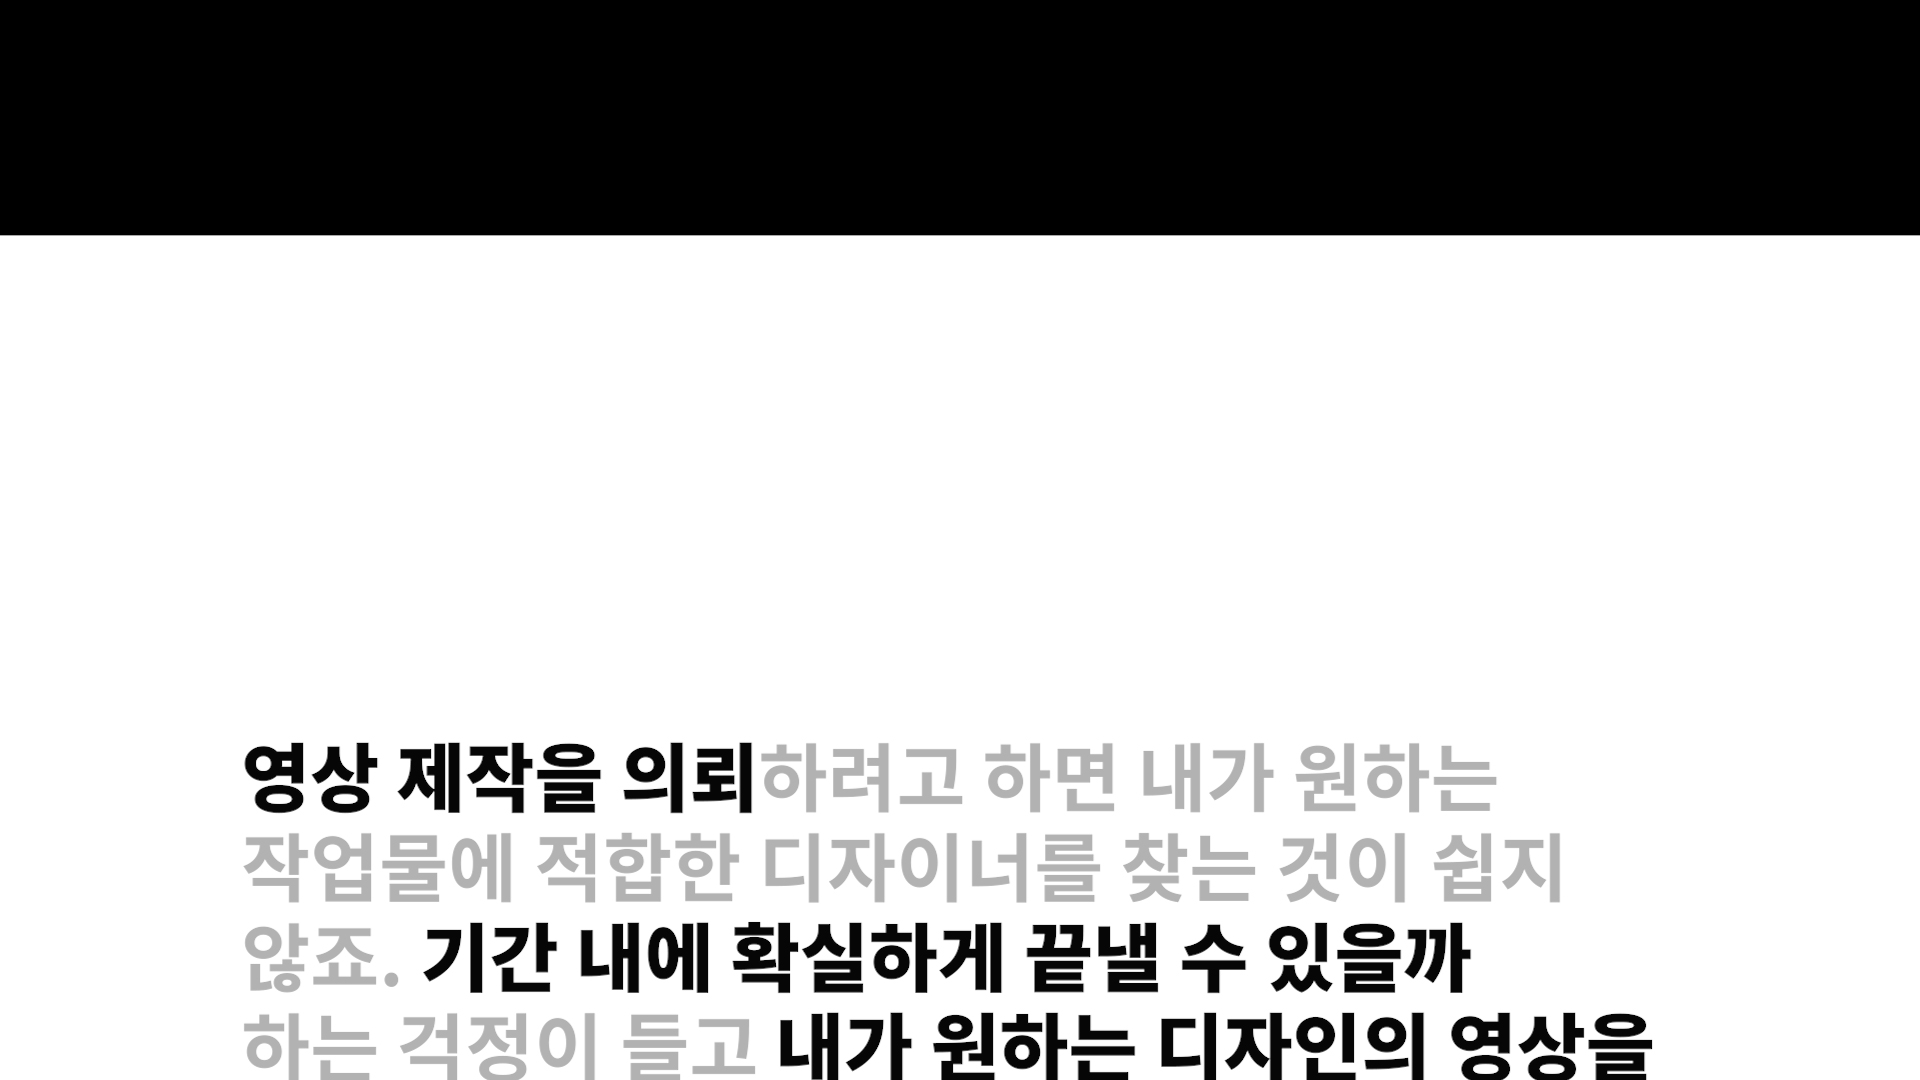 영상 제작을 의뢰하려고 하면 내가 원하는
작업물에 적합한 디자이너를 찾는 것이 쉽지
않죠. 기간 내에 확실하게 끝낼 수 있을까
하는 걱정이 들고 내가 원하는 디자인의 영상을